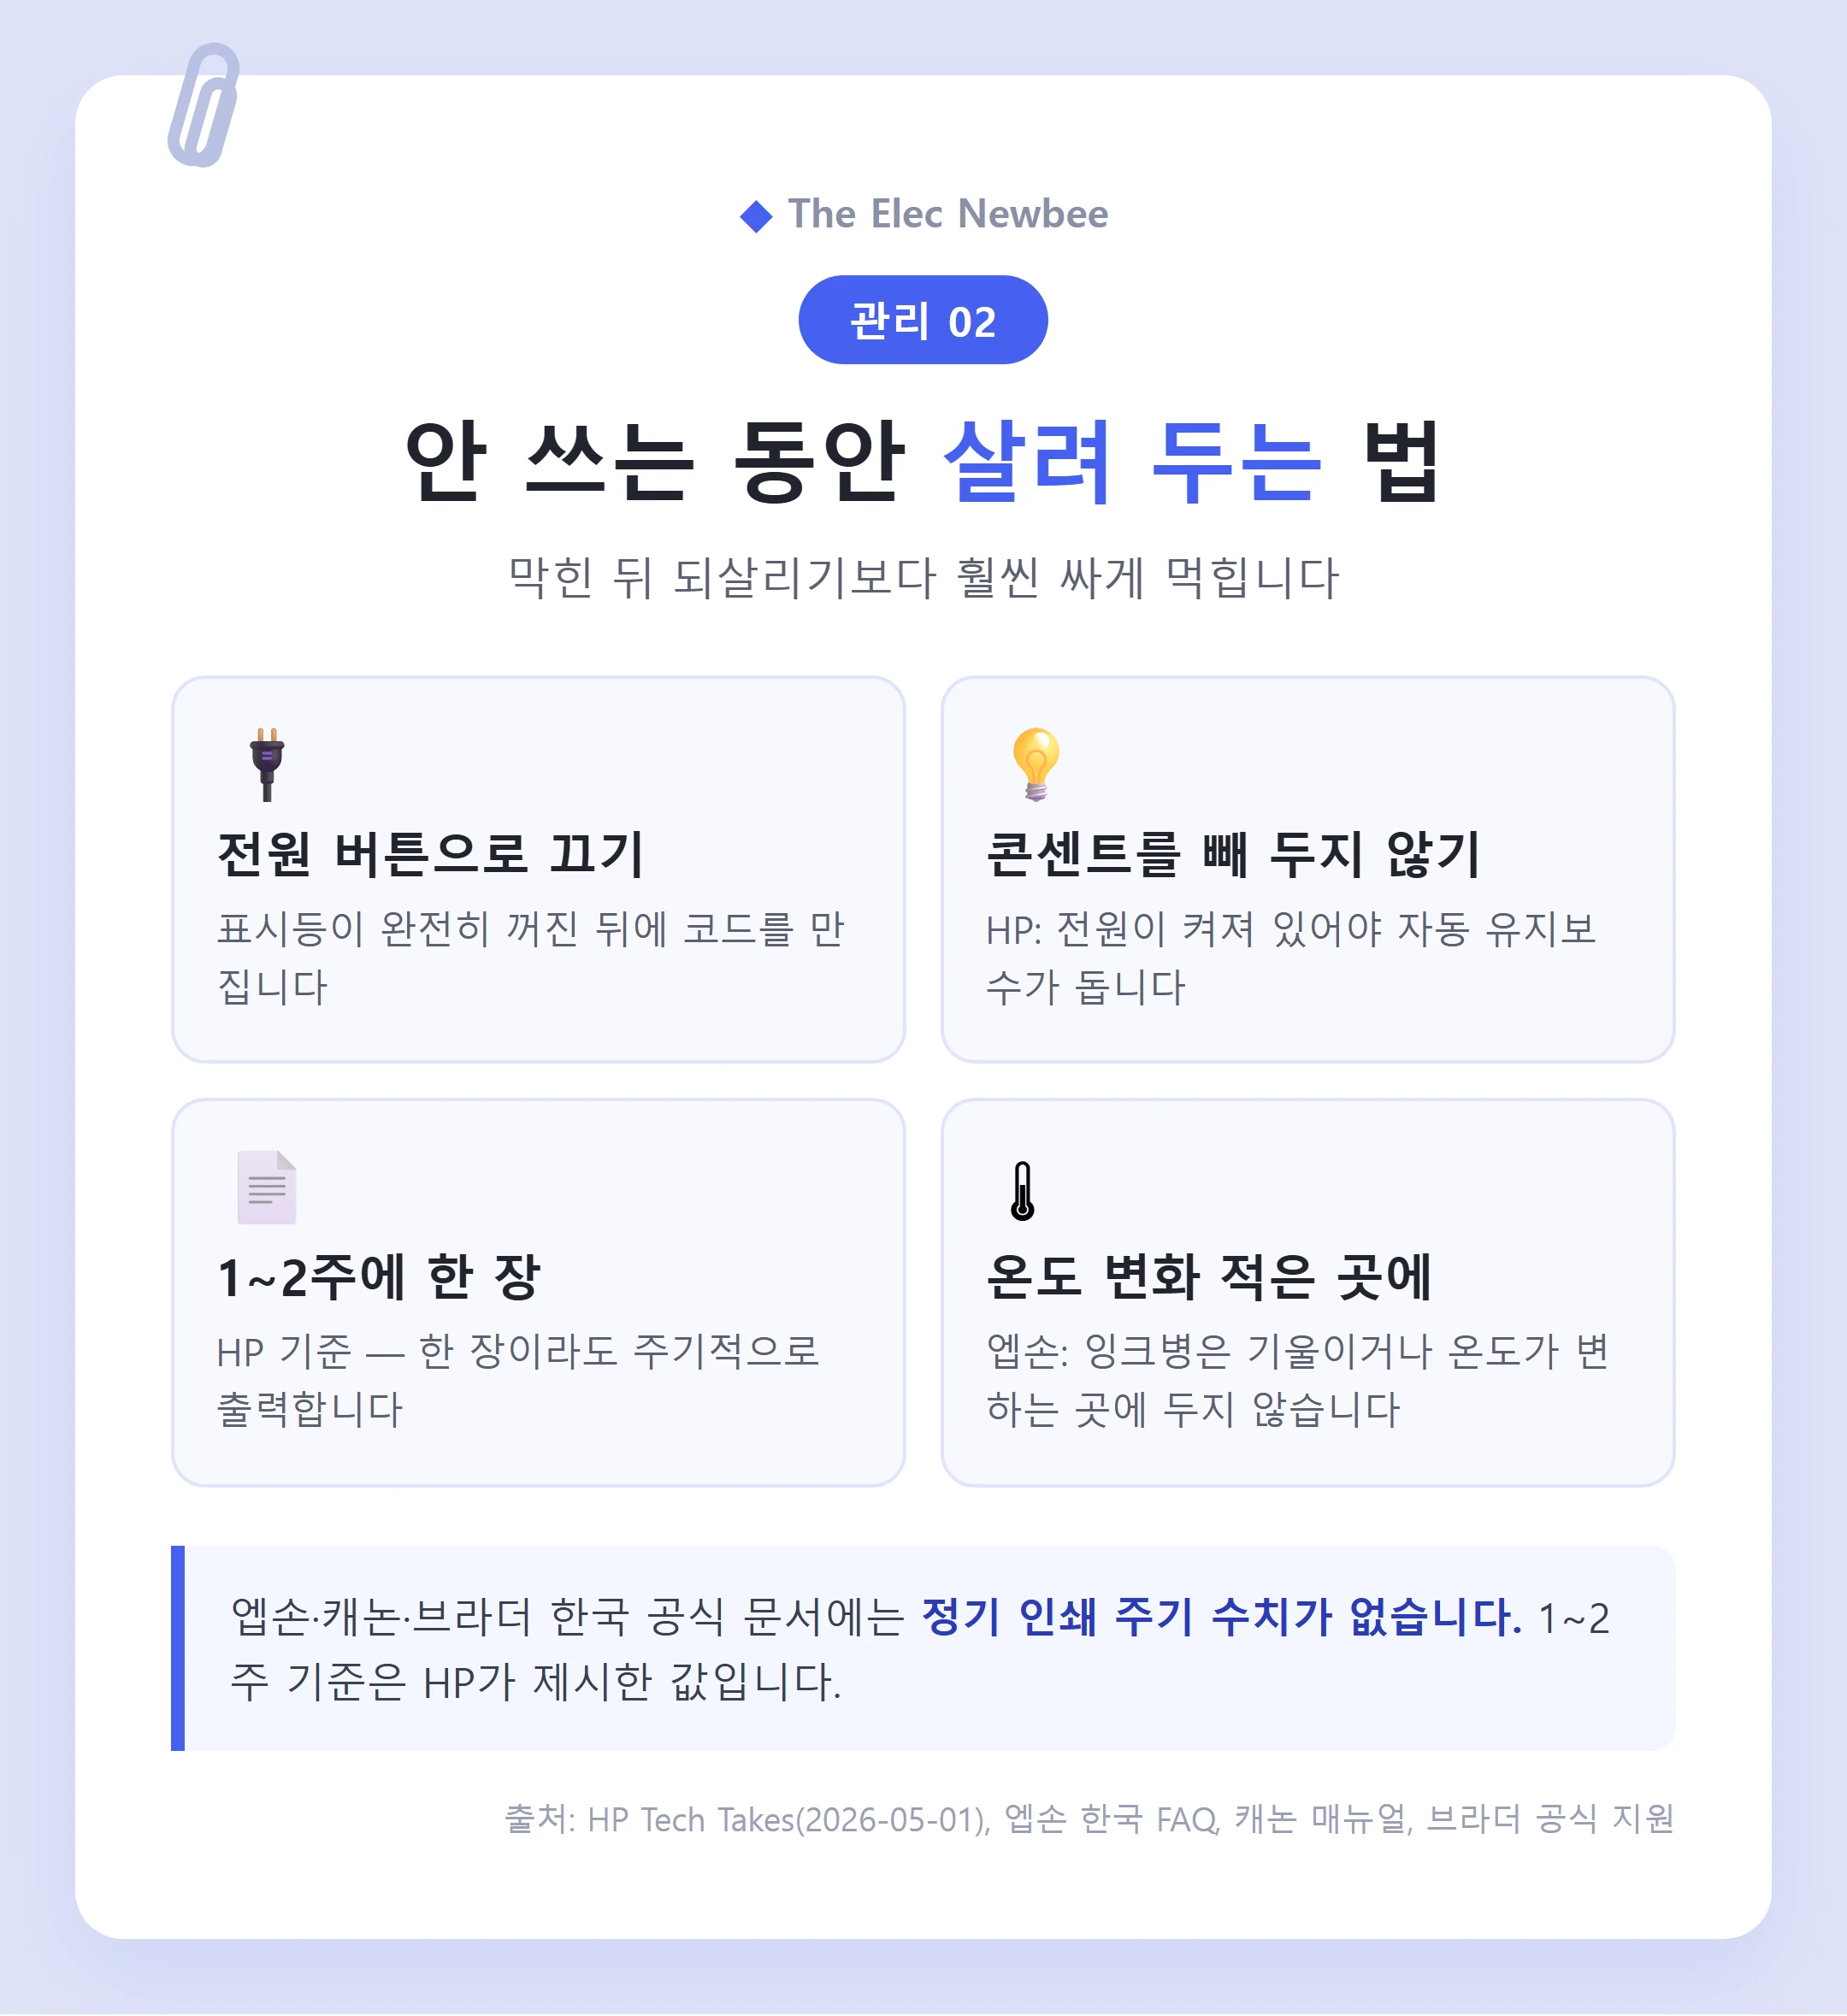 The Elec Newbee
관리 02
안 쓰는 동안 살려 두는 법
막힌 뒤 되살리기보다 훨씬 싸게 먹힙니다
전원 버튼으로 끄기
표시등이 완전히 꺼진 뒤에 코드를 만
집니다
콘센트를 빼 두지 않기
HP: 전원이 켜져 있어야 자동 유지보
수가 돕니다
1~2주에 한 장
HP 기준 — 한 장이라도 주기적으로
출력합니다
온도 변화 적은 곳에
엡손: 잉크병은 기울이거나 온도가 변
하는 곳에 두지 않습니다
엡손·캐논·브라더 한국 공식 문서에는 정기 인쇄 주기 수치가 없습니다. 1~2
주 기준은 HP가 제시한 값입니다.
출처: HP Tech Takes(2026-05-01), 엡손 한국 FAQ, 캐논 매뉴얼, 브라더 공식 지원